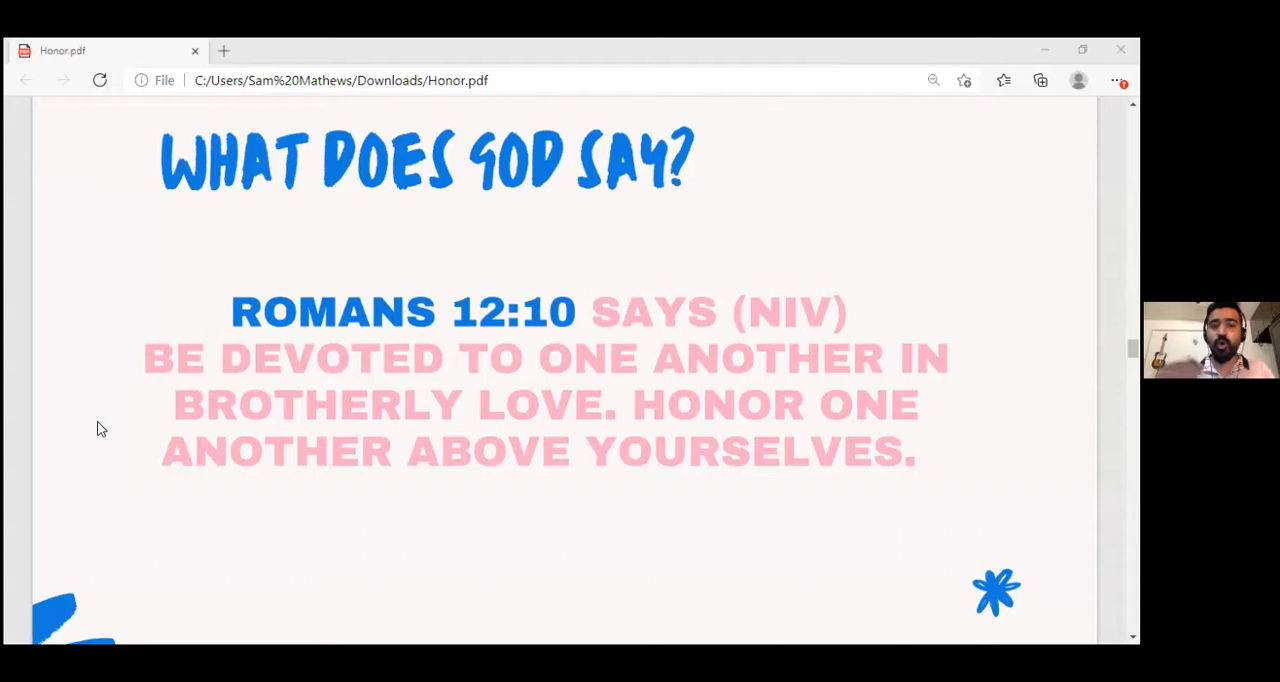 Honor.pdf
File
C:/Users/Sam%20Mathews/Downloads/Honor.pdf
WHAT DOES GOD SAY?
ROMANS 12:10 SAYS (NIV)
BE DEVOTED TO ONE ANOTHER IN
BROTHERLY LOVE. HONOR ONE
ANOTHER ABOVE YOURSELVES.